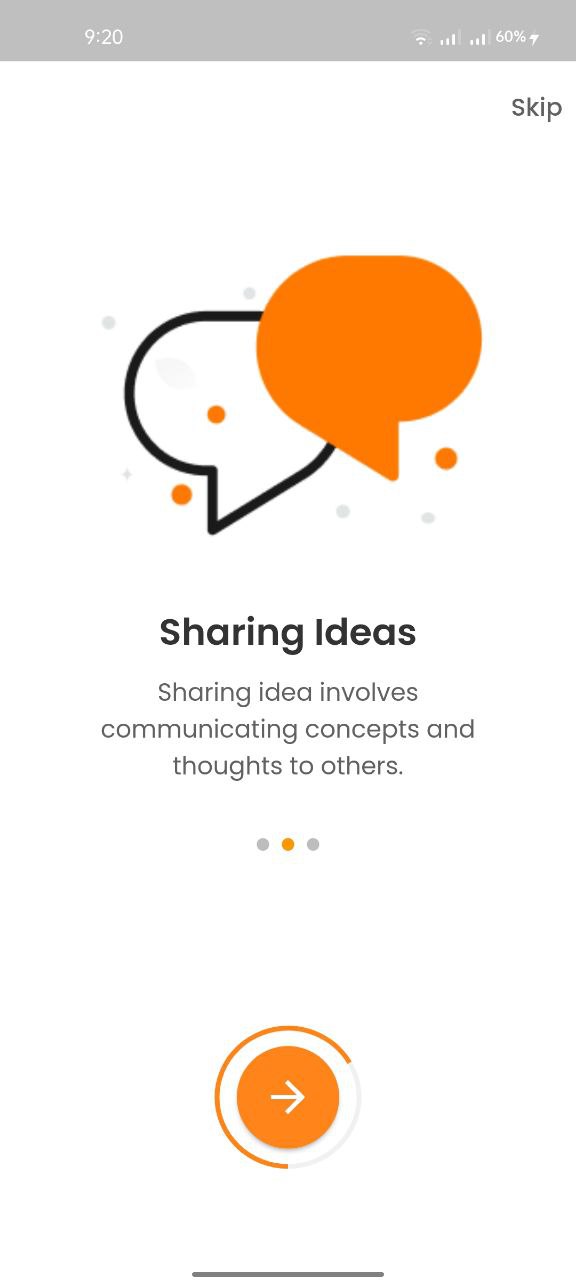 9:20
60%
Skip
Sharing Ideas
Sharing idea involves
communicating concepts and
thoughts to others.